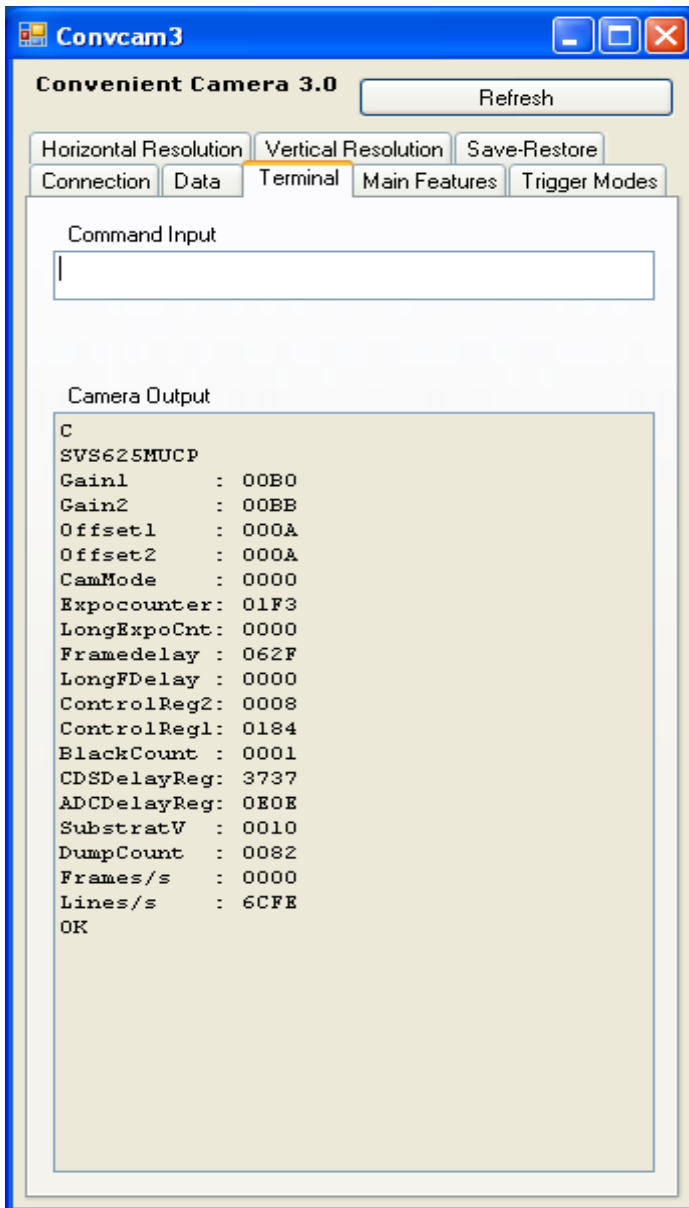 Convcam3
Convenient Camera 3.0
Refresh
Horizontal Resolution Vertical Resolution Save-Restore
Connection Data Terminal Main Features Trigger Modes
Command Input
Camera Output
C
SVS625MUCP
Gain1 : 00B0
Gain2 : 00BB
Offset1 : 000A
Offset2 : 000A
CamMode : 0000
Expocounter: 01F3
LongExpoCnt: 0000
Framedelay : 062F
LongFDelay : 0000
ControlReg2: 0008
ControlReg1: 0184
BlackCount : 0001
CDSDelayReg: 3737
ADCDelayReg: 0E0E
SubstratV : 0010
DumpCount : 0082
Frames/s : 0000
Lines/s : 6CFE
OK